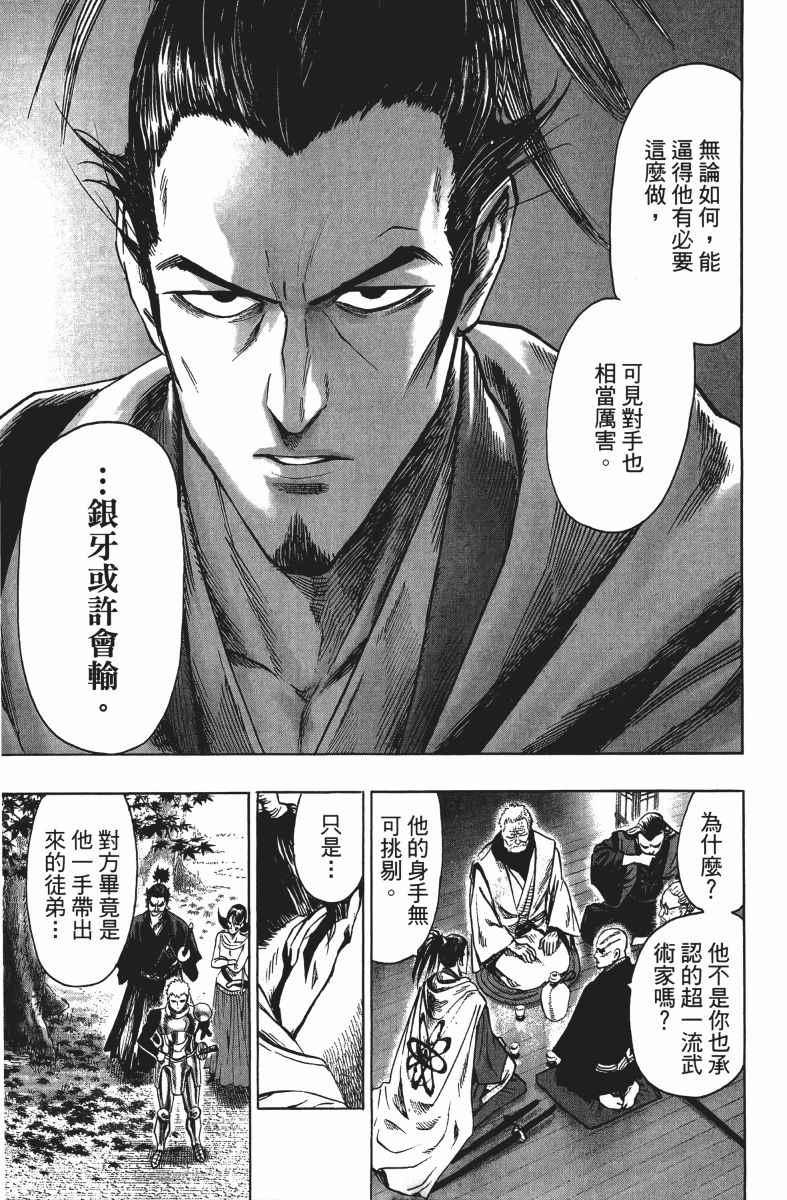 無論如何，能
逼得他有必要
這麼做，
可見對手也
相當厲害。
…銀牙或許會輸。
為什麼？
他不是你也承
認的超一流武
術家嗎？
他的身手無
可挑剔。
只是…
對方畢竟是
他一手帶出
來的徒弟…